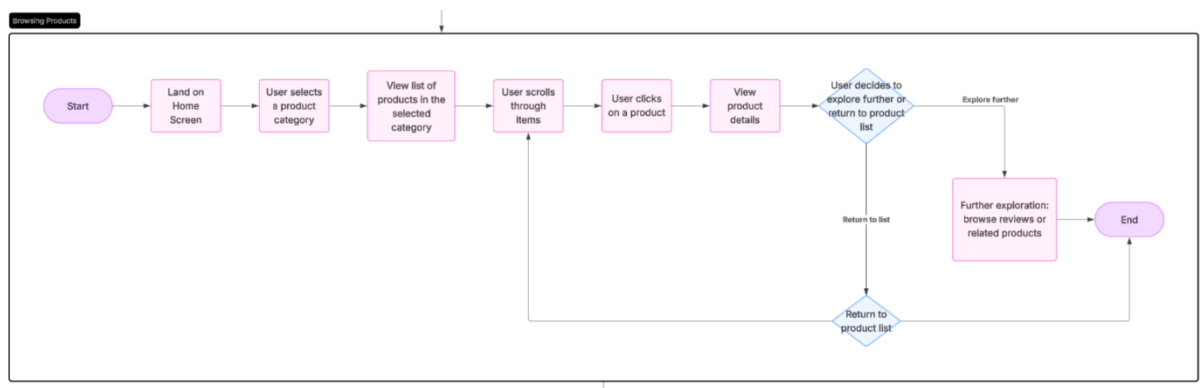 Browsing Products
Start
Land on
Home
Screen
User selects
a product
category
View list of
products in the
selected
category
User scrolls
through
items
User clicks
on a product
View
product
details
User decides to
explore further or
return to product
list
Explore further
Return to list
Further exploration:
browse reviews or
related products
End
Return to
product list